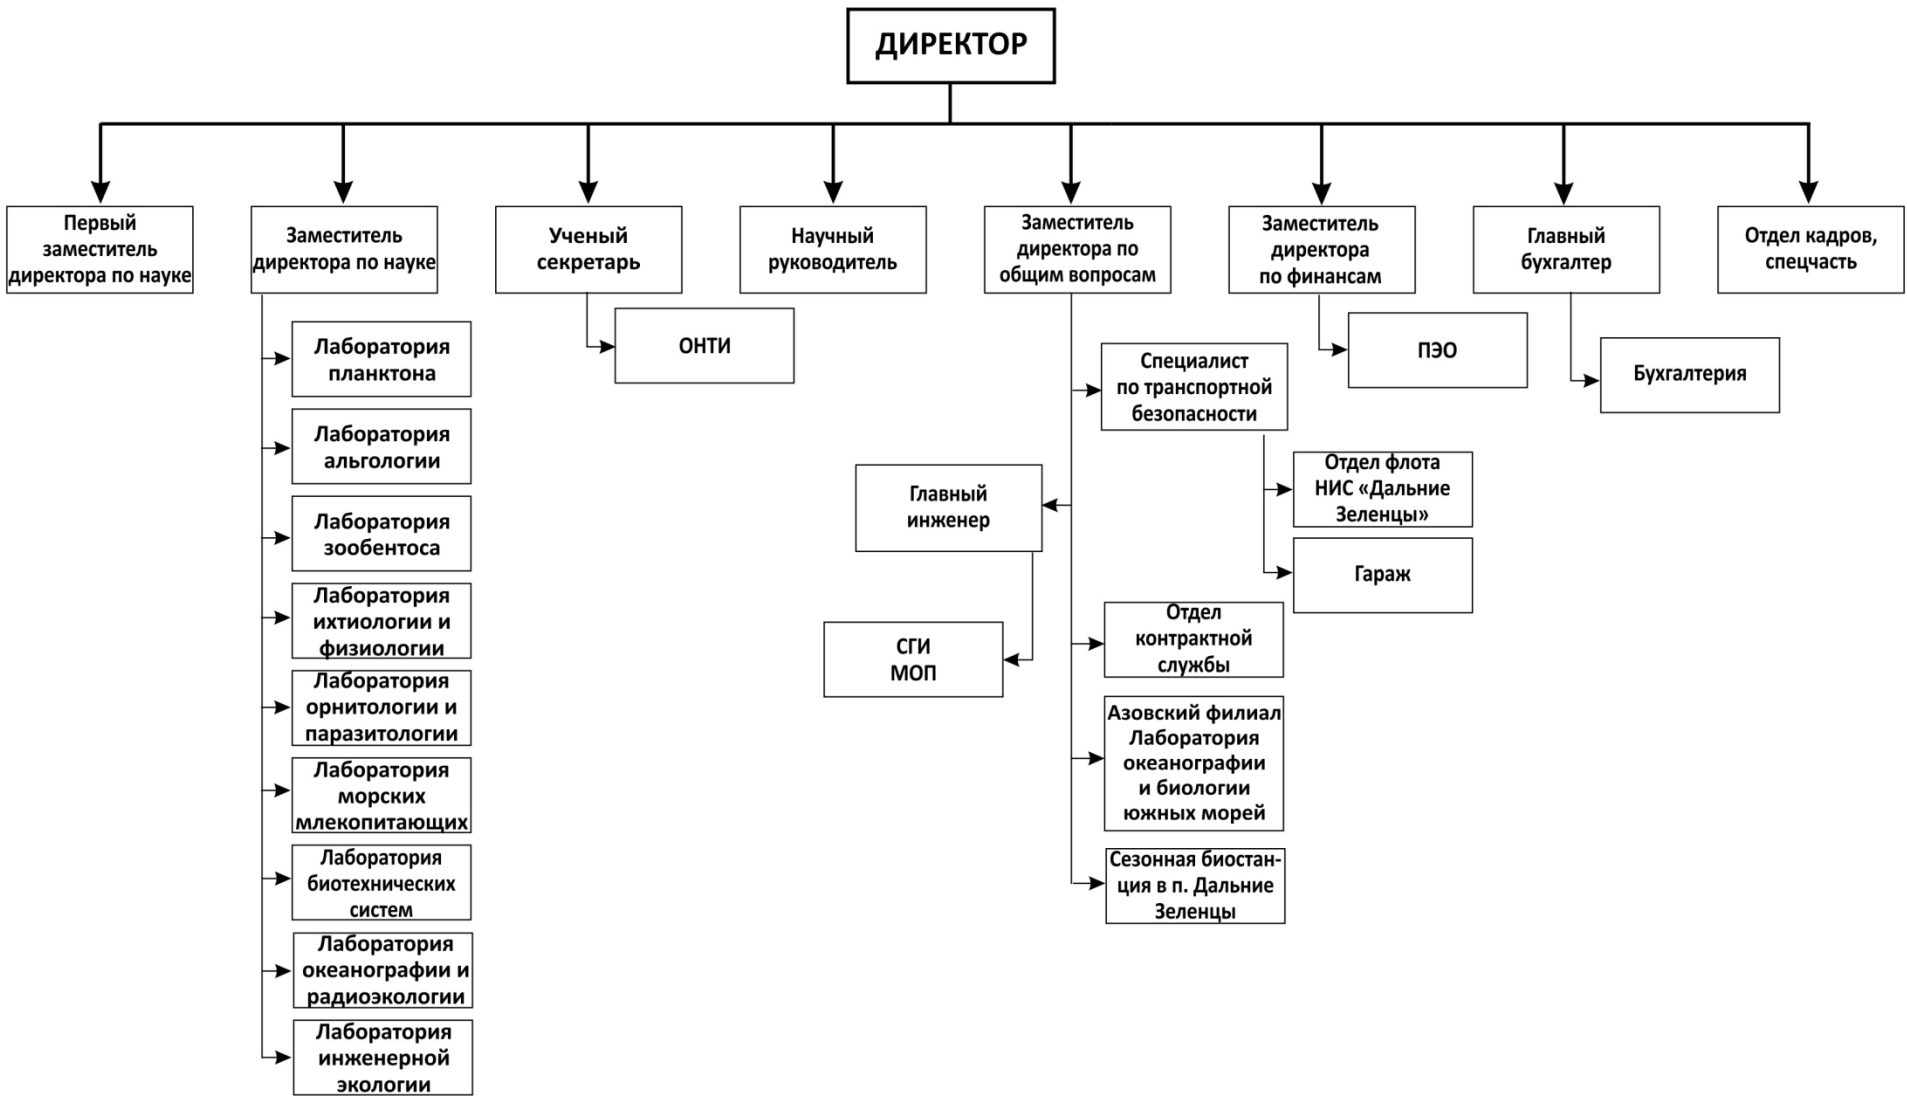 ДИРЕКТОР
Первый
заместитель
директора по науке
Заместитель
директора по науке
Ученый
секретарь
Научный
руководитель
Заместитель
директора по
общим вопросам
Заместитель
директора
по финансам
Главный
бухгалтер
Отдел кадров,
спецчасть
Лаборатория
планктона
Лаборатория
альгологии
Лаборатория
зообентоса
Лаборатория
ихтиологии и
физиологии
Лаборатория
орнитологии и
паразитологии
Лаборатория
морских
млекопитающих
Лаборатория
биотехнических
систем
Лаборатория
океанографии и
радиоэкологии
Лаборатория
инженерной
экологии
ОНТИ
Специалист
по транспортной
безопасности
Отдел флота
НИС «Дальние
Зеленцы»
Гараж
Главный
инженер
СГИ
МОП
Отдел
контрактной
службы
Азовский филиал
Лаборатория
океанографии
и биологии
южных морей
Сезонная биостан-
ция в п. Дальние
Зеленцы
ПЭО
Бухгалтерия